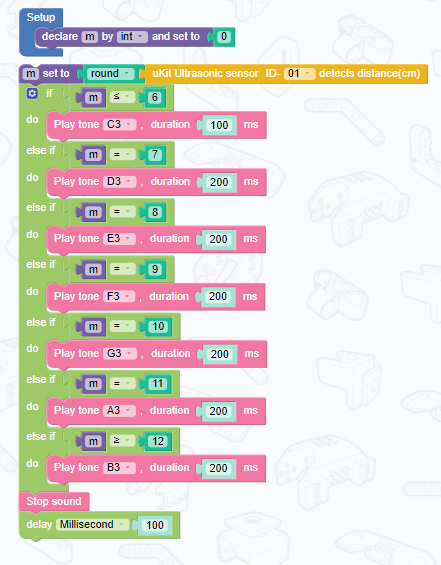 Setup
declare m by int and set to 0
m set to round uKit Ultrasonic sensor ID- 01 detects distance(cm)
if m ≤ 6
do Play tone C3 , duration 100 ms
else if m = 7
do Play tone D3 , duration 200 ms
else if m = 8
do Play tone E3 , duration 200 ms
else if m = 9
do Play tone F3 , duration 200 ms
else if m = 10
do Play tone G3 , duration 200 ms
else if m = 11
do Play tone A3 , duration 200 ms
else if m ≥ 12
do Play tone B3 , duration 200 ms
Stop sound
delay Millisecond 100